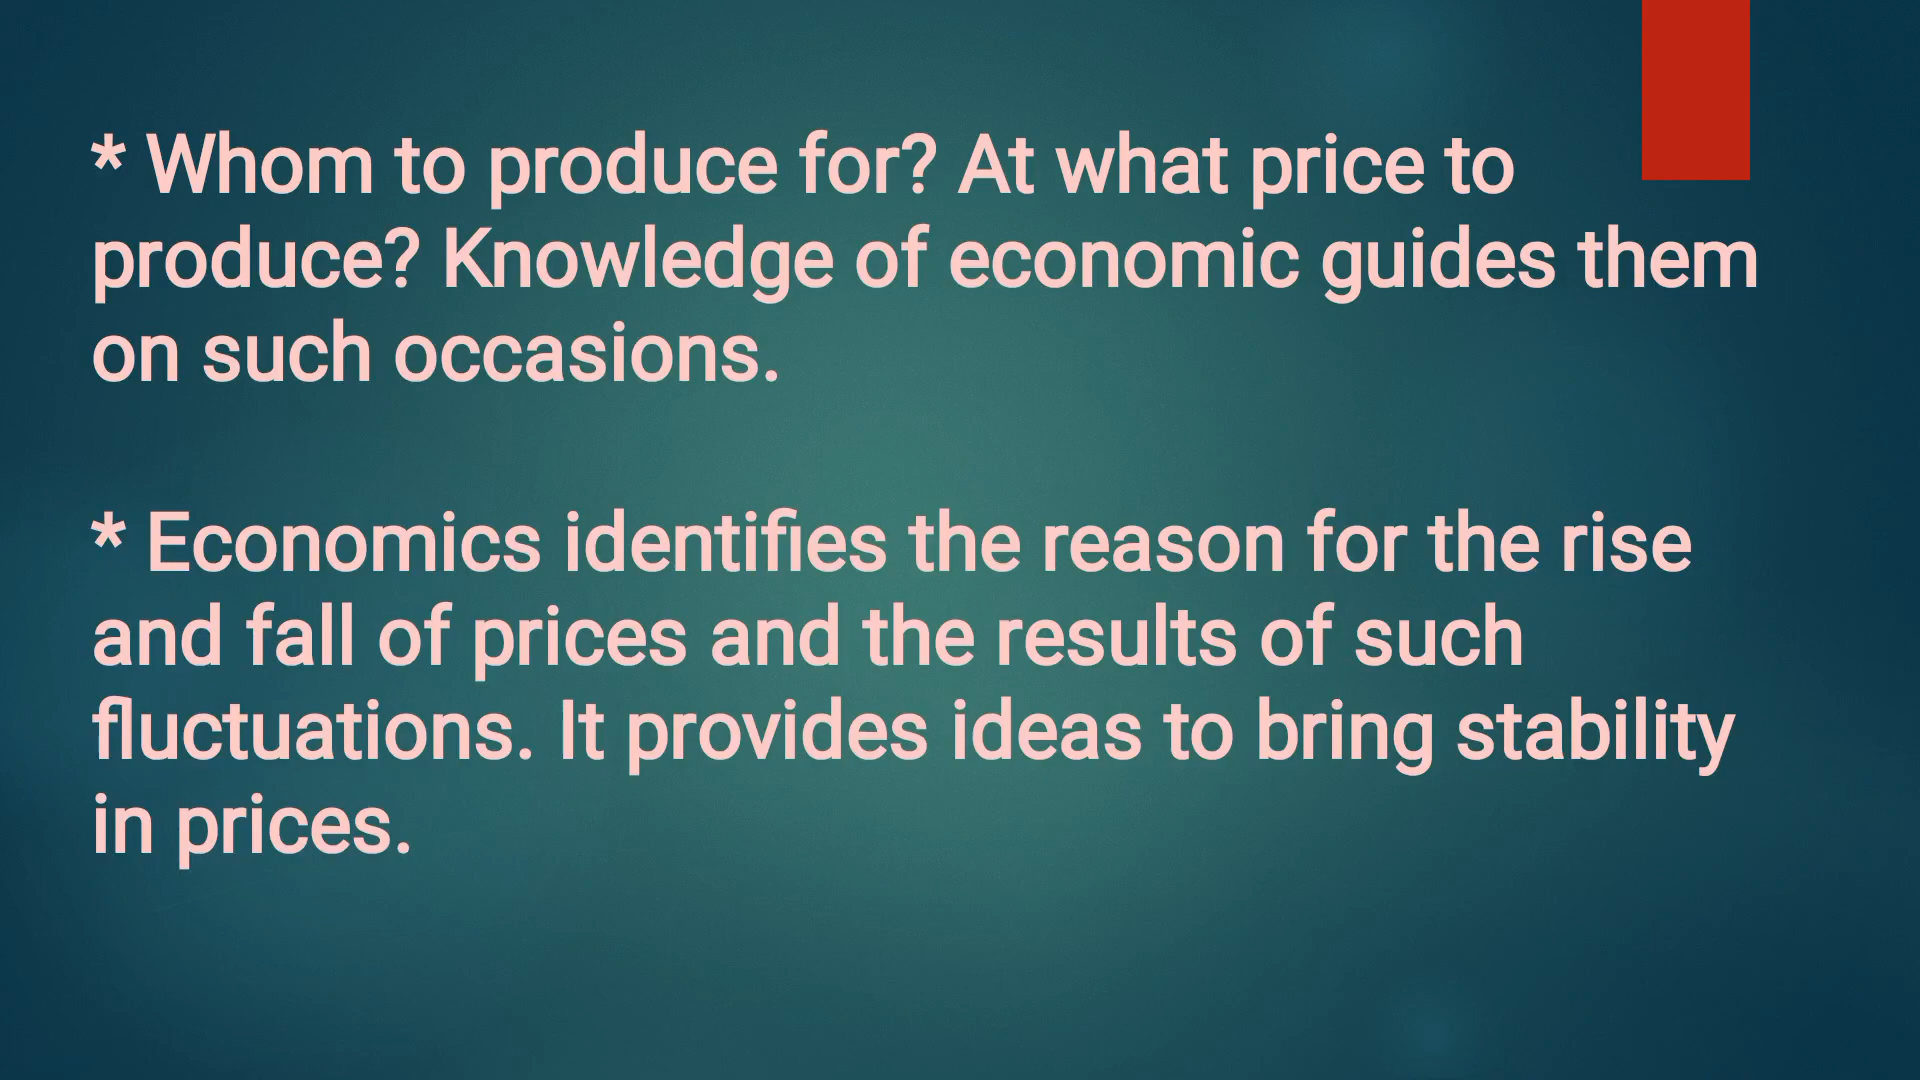 * Whom to produce for? At what price to
produce? Knowledge of economic guides them
on such occasions.
* Economics identifies the reason for the rise
and fall of prices and the results of such
fluctuations. It provides ideas to bring stability
in prices.